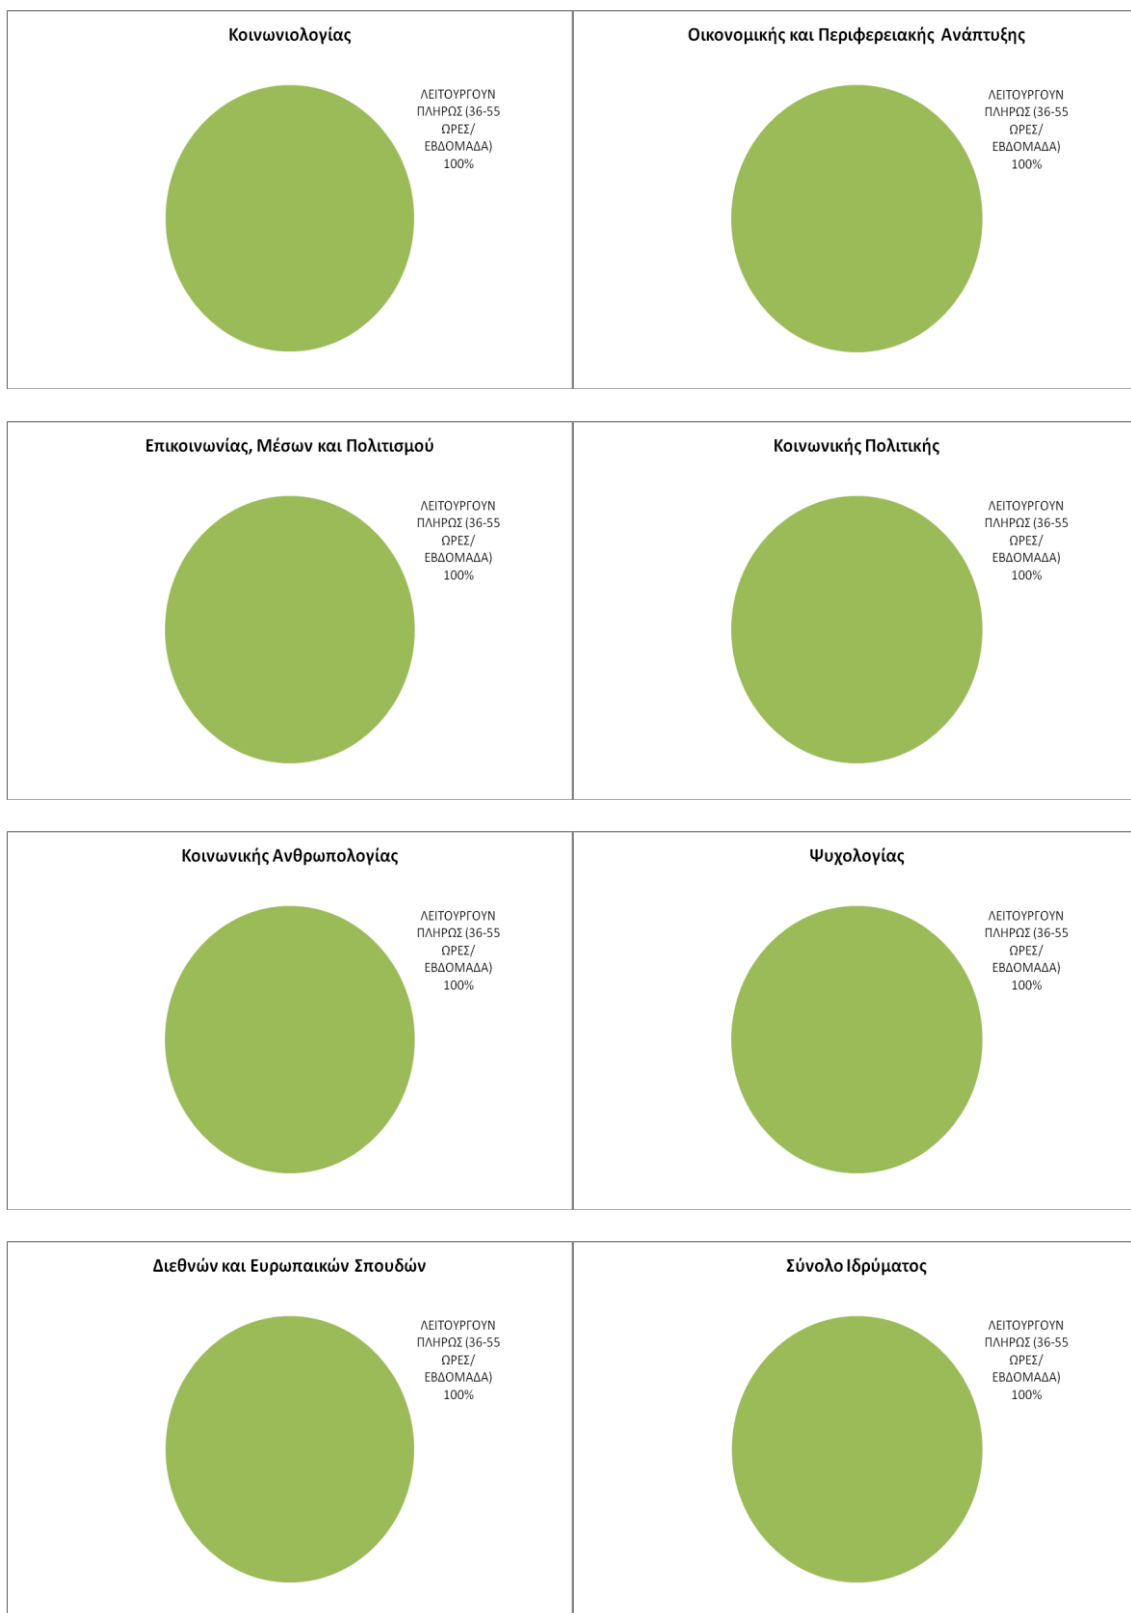 Κοινωνιολογίας
ΛΕΙΤΟΥΡΓΟΥΝ
ΠΛΗΡΩΣ (36-55
ΩΡΕΣ/
ΕΒΔΟΜΑΔΑ)
100%
Οικονομικής και Περιφερειακής Ανάπτυξης
ΛΕΙΤΟΥΡΓΟΥΝ
ΠΛΗΡΩΣ (36-55
ΩΡΕΣ/
ΕΒΔΟΜΑΔΑ)
100%
Επικοινωνίας, Μέσων και Πολιτισμού
ΛΕΙΤΟΥΡΓΟΥΝ
ΠΛΗΡΩΣ (36-55
ΩΡΕΣ/
ΕΒΔΟΜΑΔΑ)
100%
Κοινωνικής Πολιτικής
ΛΕΙΤΟΥΡΓΟΥΝ
ΠΛΗΡΩΣ (36-55
ΩΡΕΣ/
ΕΒΔΟΜΑΔΑ)
100%
Κοινωνικής Ανθρωπολογίας
ΛΕΙΤΟΥΡΓΟΥΝ
ΠΛΗΡΩΣ (36-55
ΩΡΕΣ/
ΕΒΔΟΜΑΔΑ)
100%
Ψυχολογίας
ΛΕΙΤΟΥΡΓΟΥΝ
ΠΛΗΡΩΣ (36-55
ΩΡΕΣ/
ΕΒΔΟΜΑΔΑ)
100%
Διεθνών και Ευρωπαικών Σπουδών
ΛΕΙΤΟΥΡΓΟΥΝ
ΠΛΗΡΩΣ (36-55
ΩΡΕΣ/
ΕΒΔΟΜΑΔΑ)
100%
Σύνολο Ιδρύματος
ΛΕΙΤΟΥΡΓΟΥΝ
ΠΛΗΡΩΣ (36-55
ΩΡΕΣ/
ΕΒΔΟΜΑΔΑ)
100%